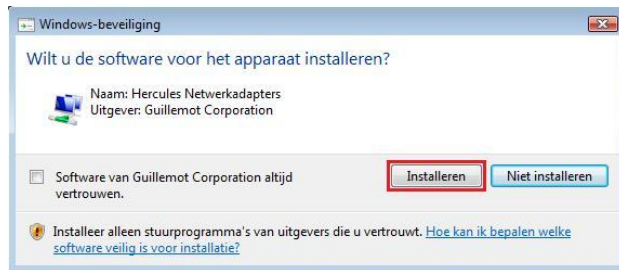 Windows-beveiliging
Wilt u de software voor het apparaat installeren?
Naam: Hercules Netwerkadapters
Uitgever: Guillemot Corporation
Software van Guillemot Corporation altijd
vertrouwen.
Installeren
Niet installeren
Installeer alleen stuurprogramma's van uitgevers die u vertrouwt. Hoe kan ik bepalen welke
software veilig is voor installatie?